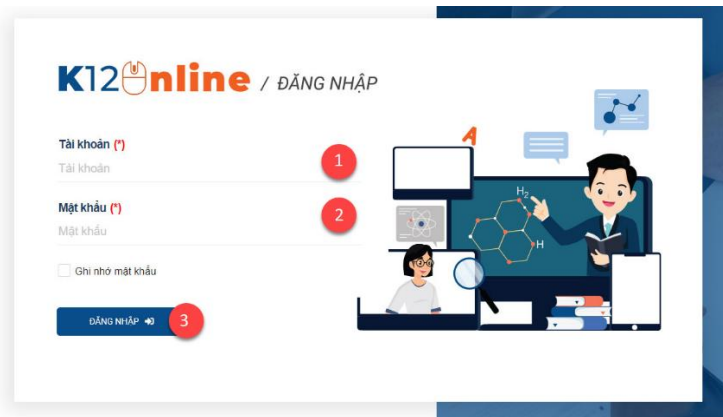 K12Online / ĐĂNG NHẬP
Tài khoản (*)
Tài khoản
1
Mật khẩu (*)
Mật khẩu
2
Ghi nhớ mật khẩu
ĐĂNG NHẬP
3
A
H₂
H